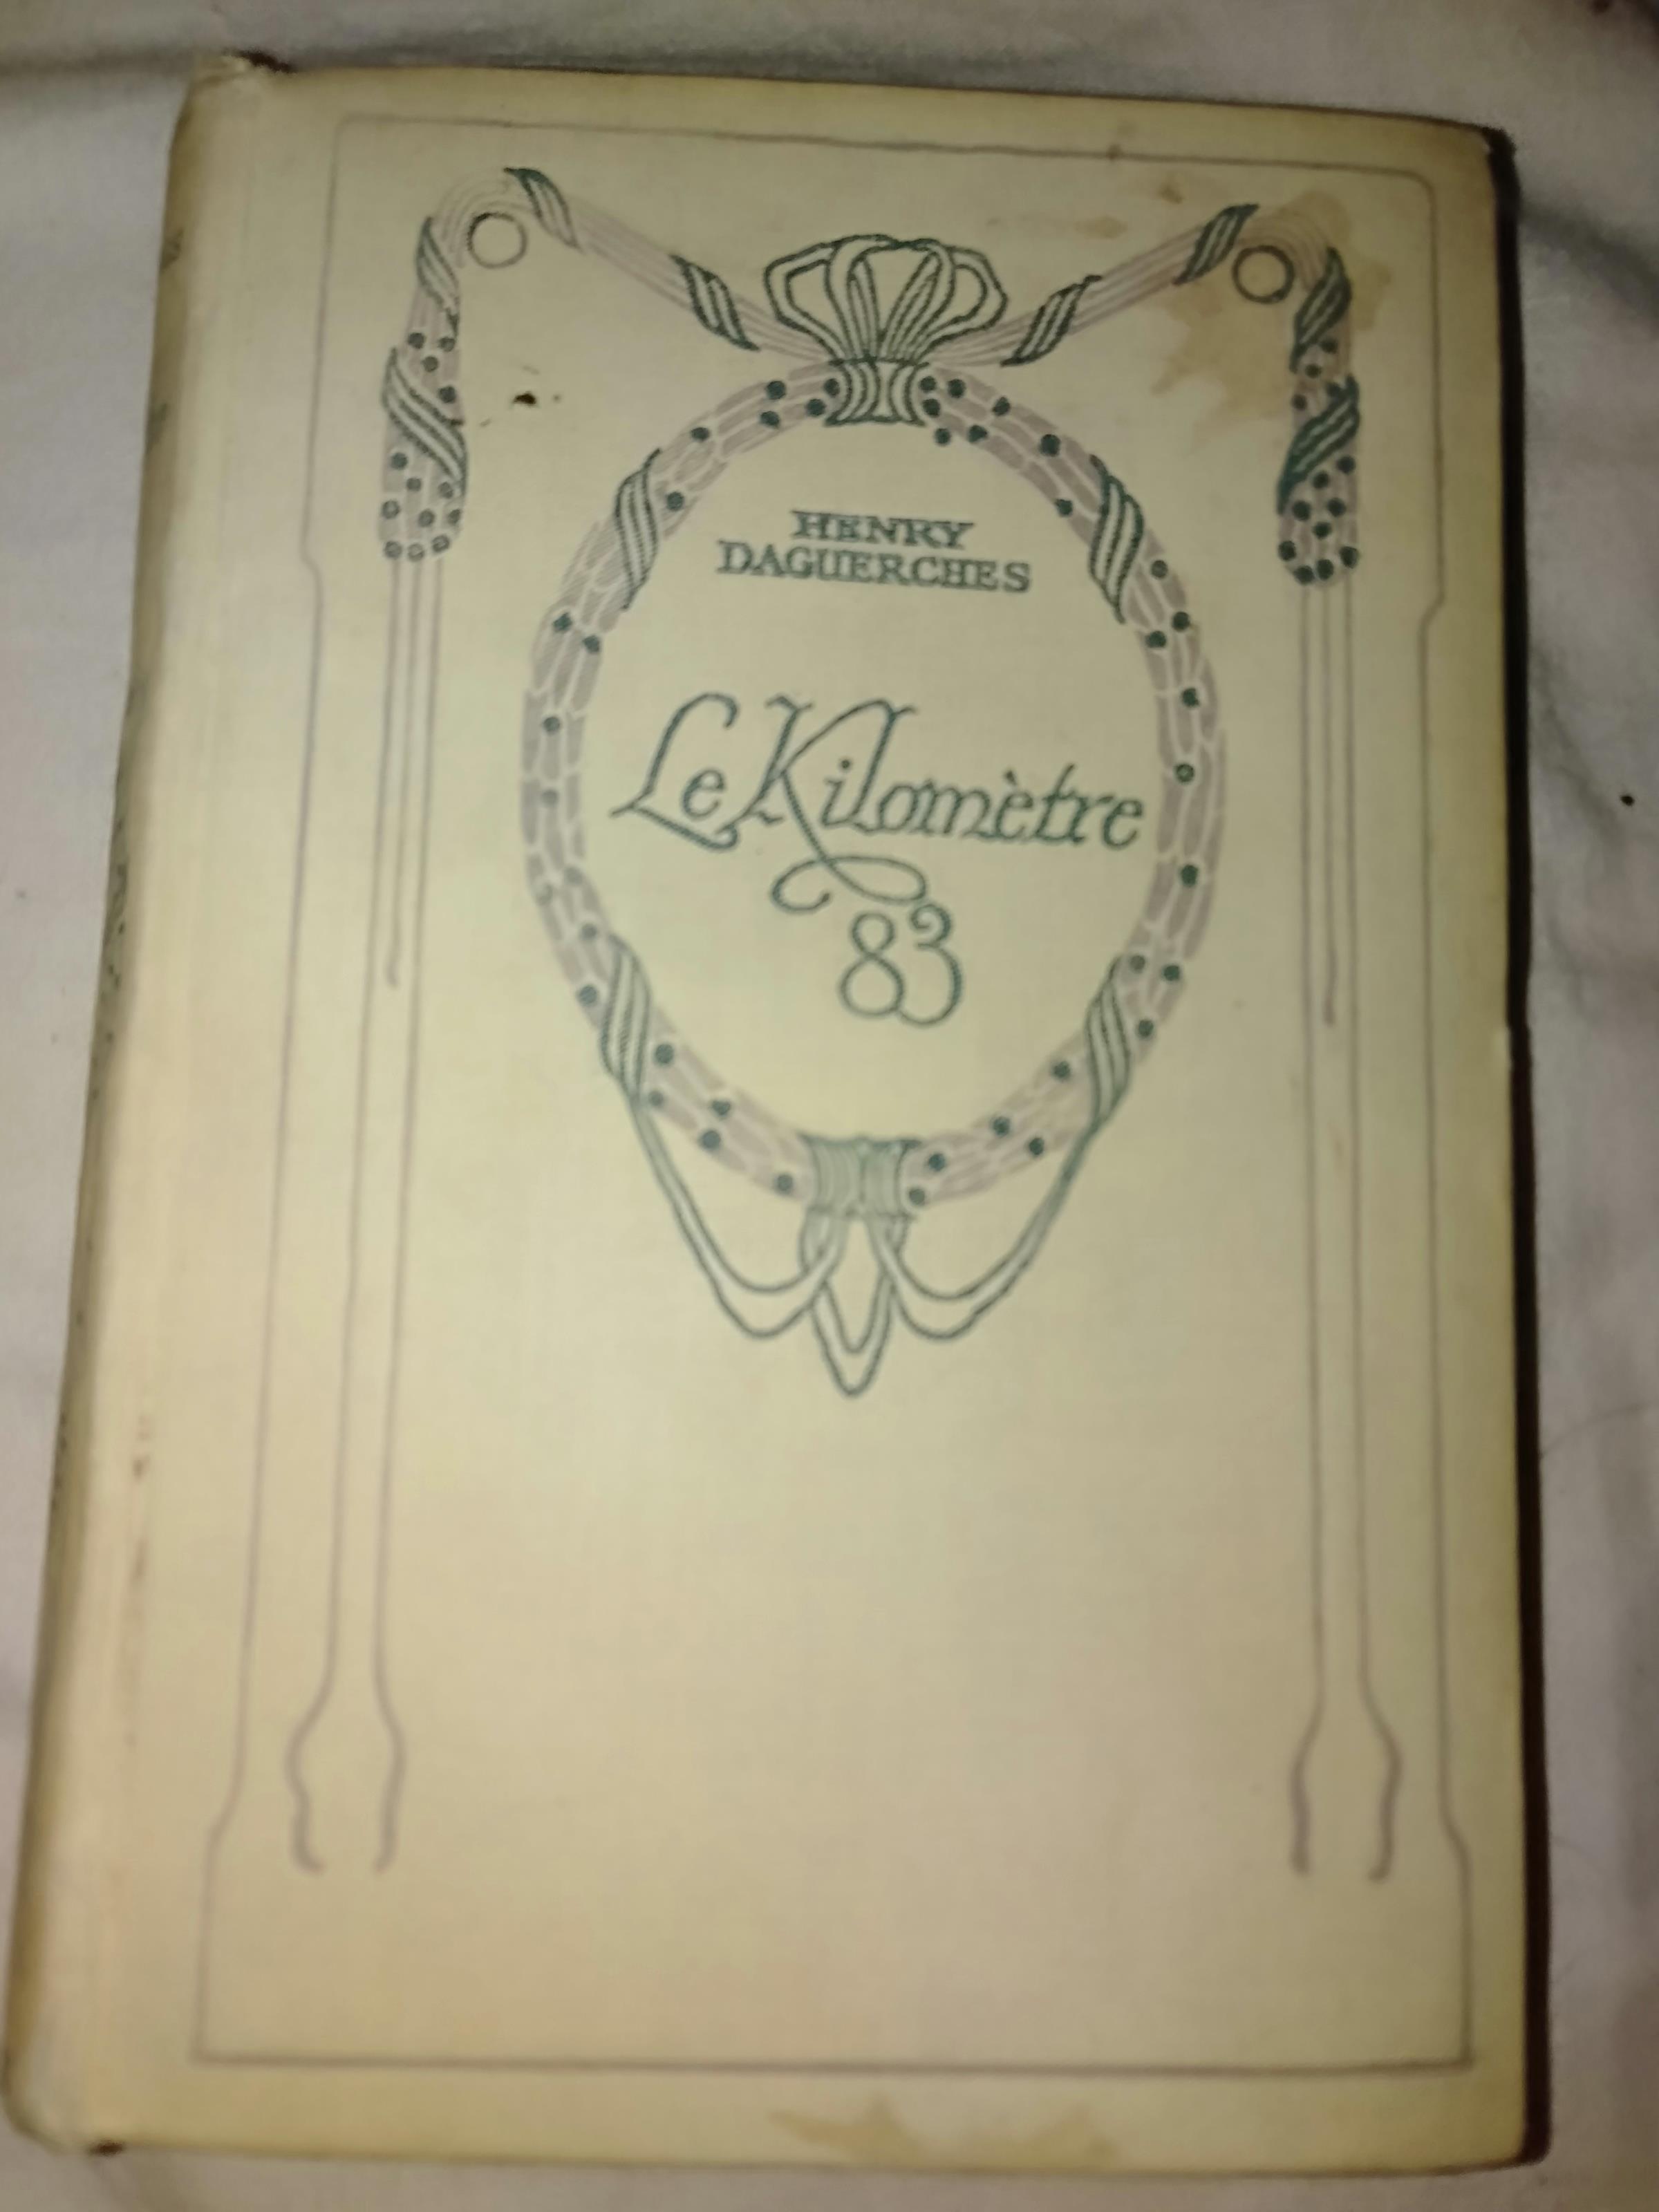 HENRY
DAGUERCHES
Le Kilomètre
83